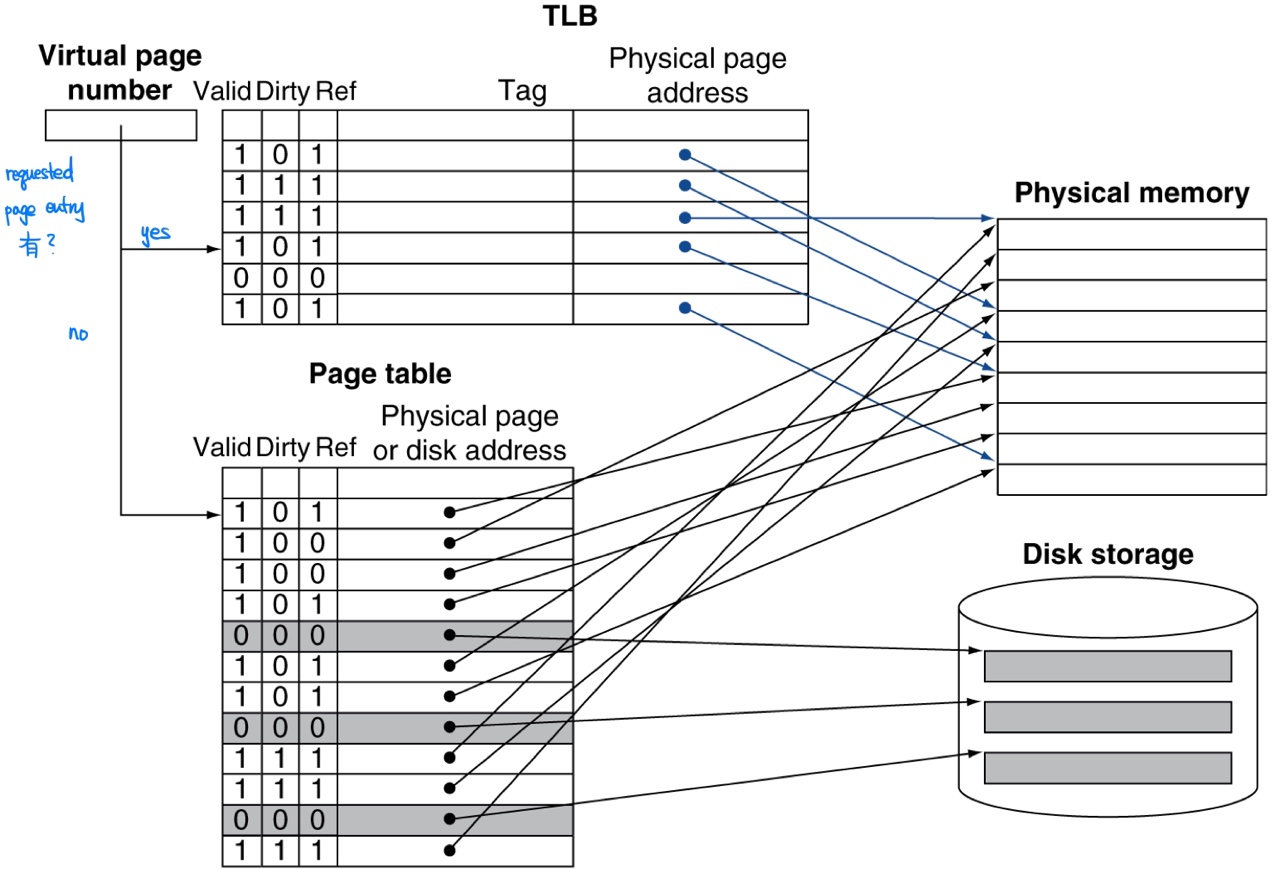 TLB
Virtual page
number
Valid Dirty Ref
Tag
Physical page
address
1 0 1
1 1 1
1 1 1
1 0 1
0 0 0
1 0 1
requested
page entry
有?
yes
no
Physical memory
Page table
Valid Dirty Ref
Physical page
or disk address
1 0 1
1 0 0
1 0 0
1 0 1
0 0 0
1 0 1
1 0 1
0 0 0
1 1 1
1 1 1
0 0 0
1 1 1
Disk storage